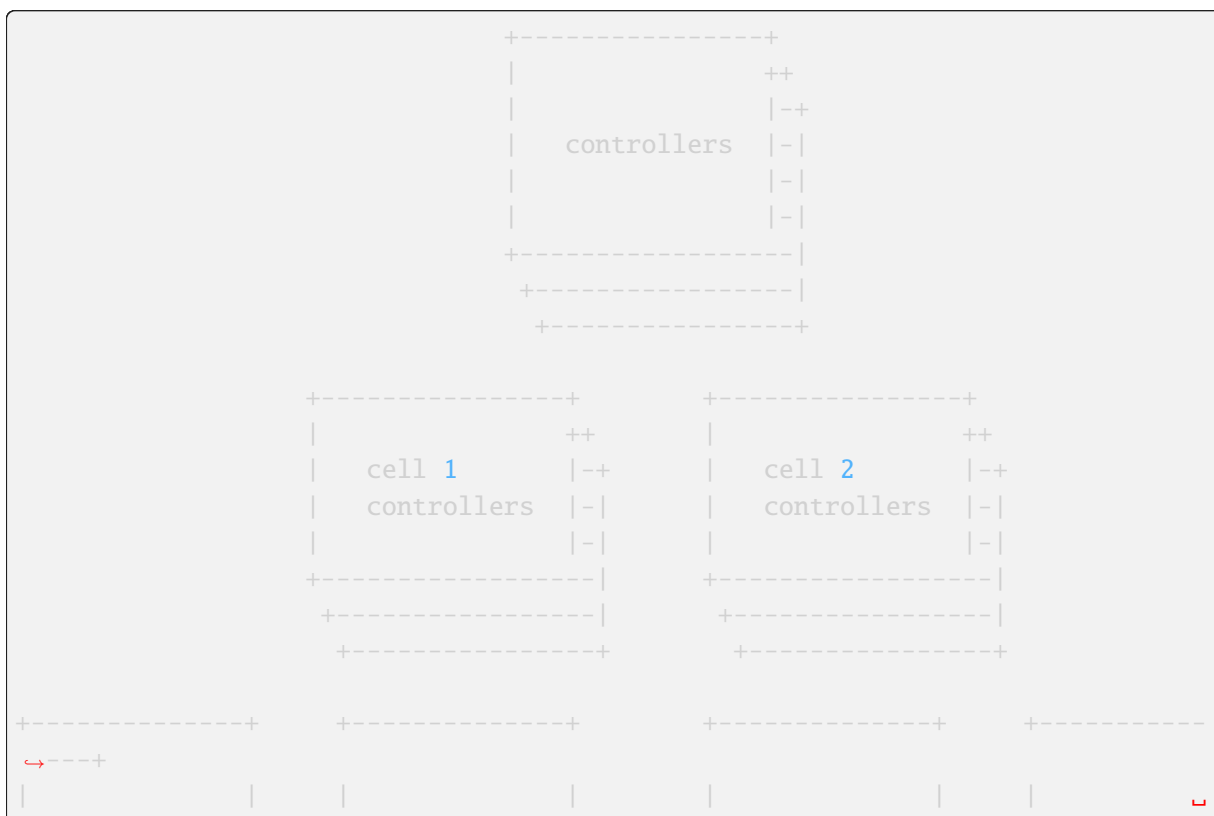 +-----------------+
|                 ++
|                 |-+
|   controllers  |-|
|                 |-|
|                 |-|
+------------------|
+-----------------|
+-----------------+
+-----------------+        +-----------------+
|                 ++       |                 ++
|   cell 1       |-+      |   cell 2       |-+
|   controllers  |-|      |   controllers  |-|
|                 |-|      |                 |-|
+------------------|       +------------------|
+-----------------|        +-----------------|
+-----------------+        +-----------------+
+---------------+     +---------------+        +---------------+     +-----------
↪----+
|               |     |               |        |               |     |           ␣